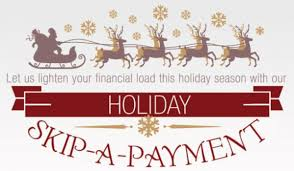 Let us lighten your financial load this holiday season with our
HOLIDAY
SKIP-A-PAYMENT